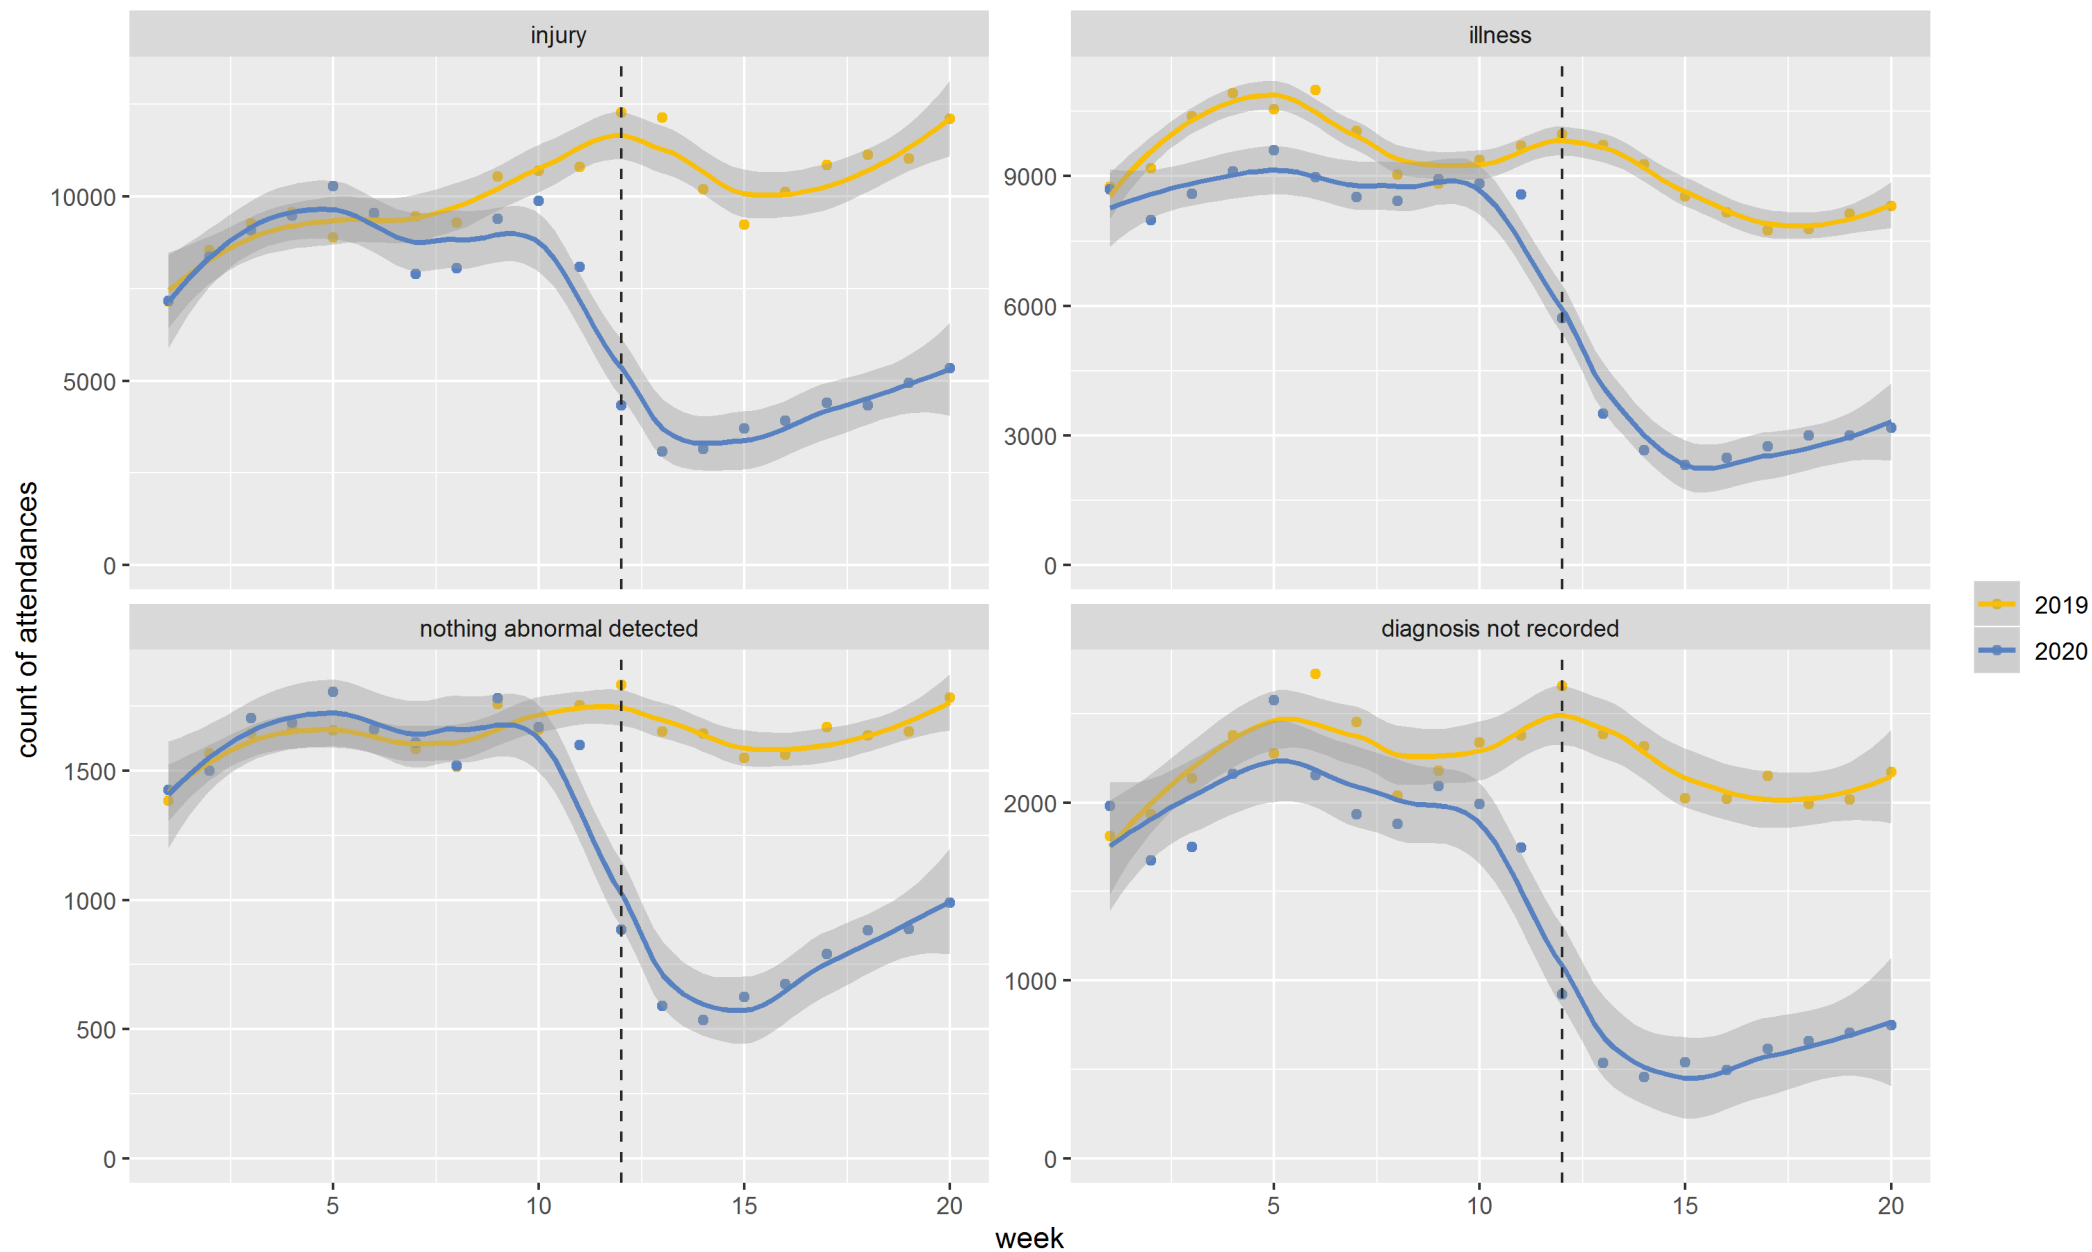 injury
illness
10000
5000
0
9000
6000
3000
0
count of attendances
nothing abnormal detected
diagnosis not recorded
1500
1000
500
0
2000
1000
0
5 10 15 20
5 10 15 20
week
2019
2020